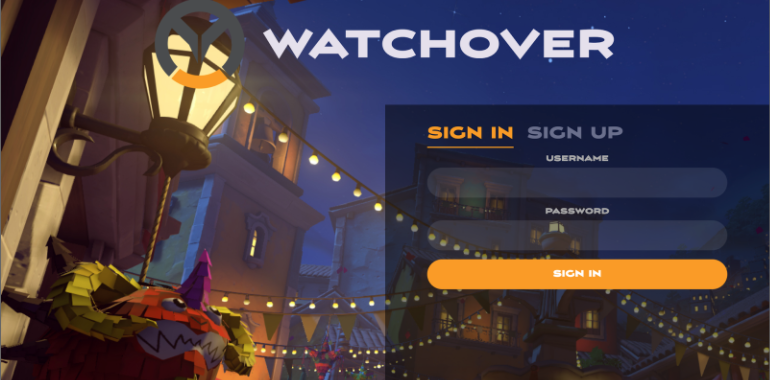 WATCHOVER
SIGN IN SIGN UP
USERNAME
PASSWORD
SIGN IN